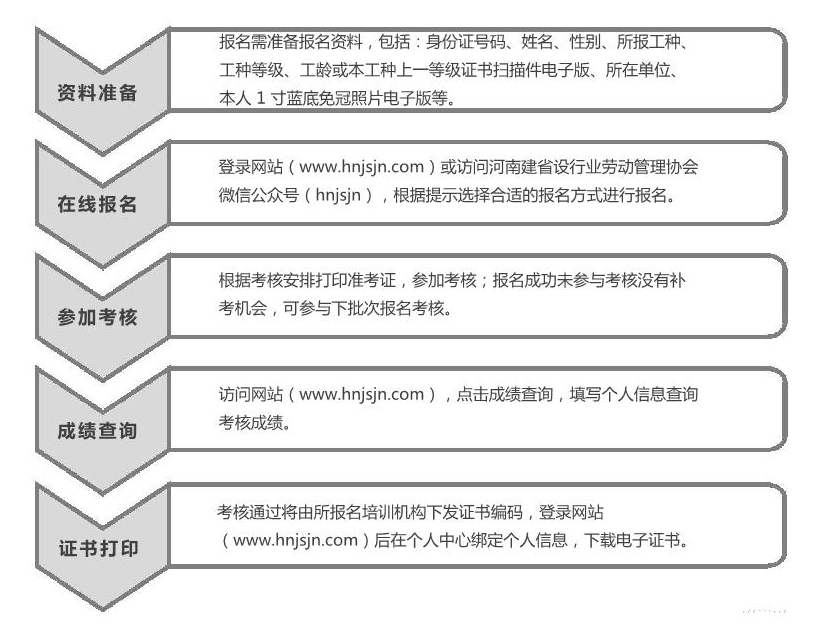 资料准备
报名需准备报名资料，包括：身份证号码、姓名、性别、所报工种、
工种等级、工龄或本工种上一等级证书扫描件电子版、所在单位、
本人 1 寸蓝底免冠照片电子版等。
在线报名
登录网站（www.hnjsjn.com）或访问河南建省设行业劳动管理协会
微信公众号（hnjsjn），根据提示选择合适的报名方式进行报名。
参加考核
根据考核安排打印准考证，参加考核；报名成功未参与考核没有补
考机会，可参与下批次报名考核。
成绩查询
访问网站（www.hnjsjn.com），点击成绩查询，填写个人信息查询
考核成绩。
证书打印
考核通过将由所报名培训机构下发证书编码，登录网站
（www.hnjsjn.com）后在个人中心绑定个人信息，下载电子证书。